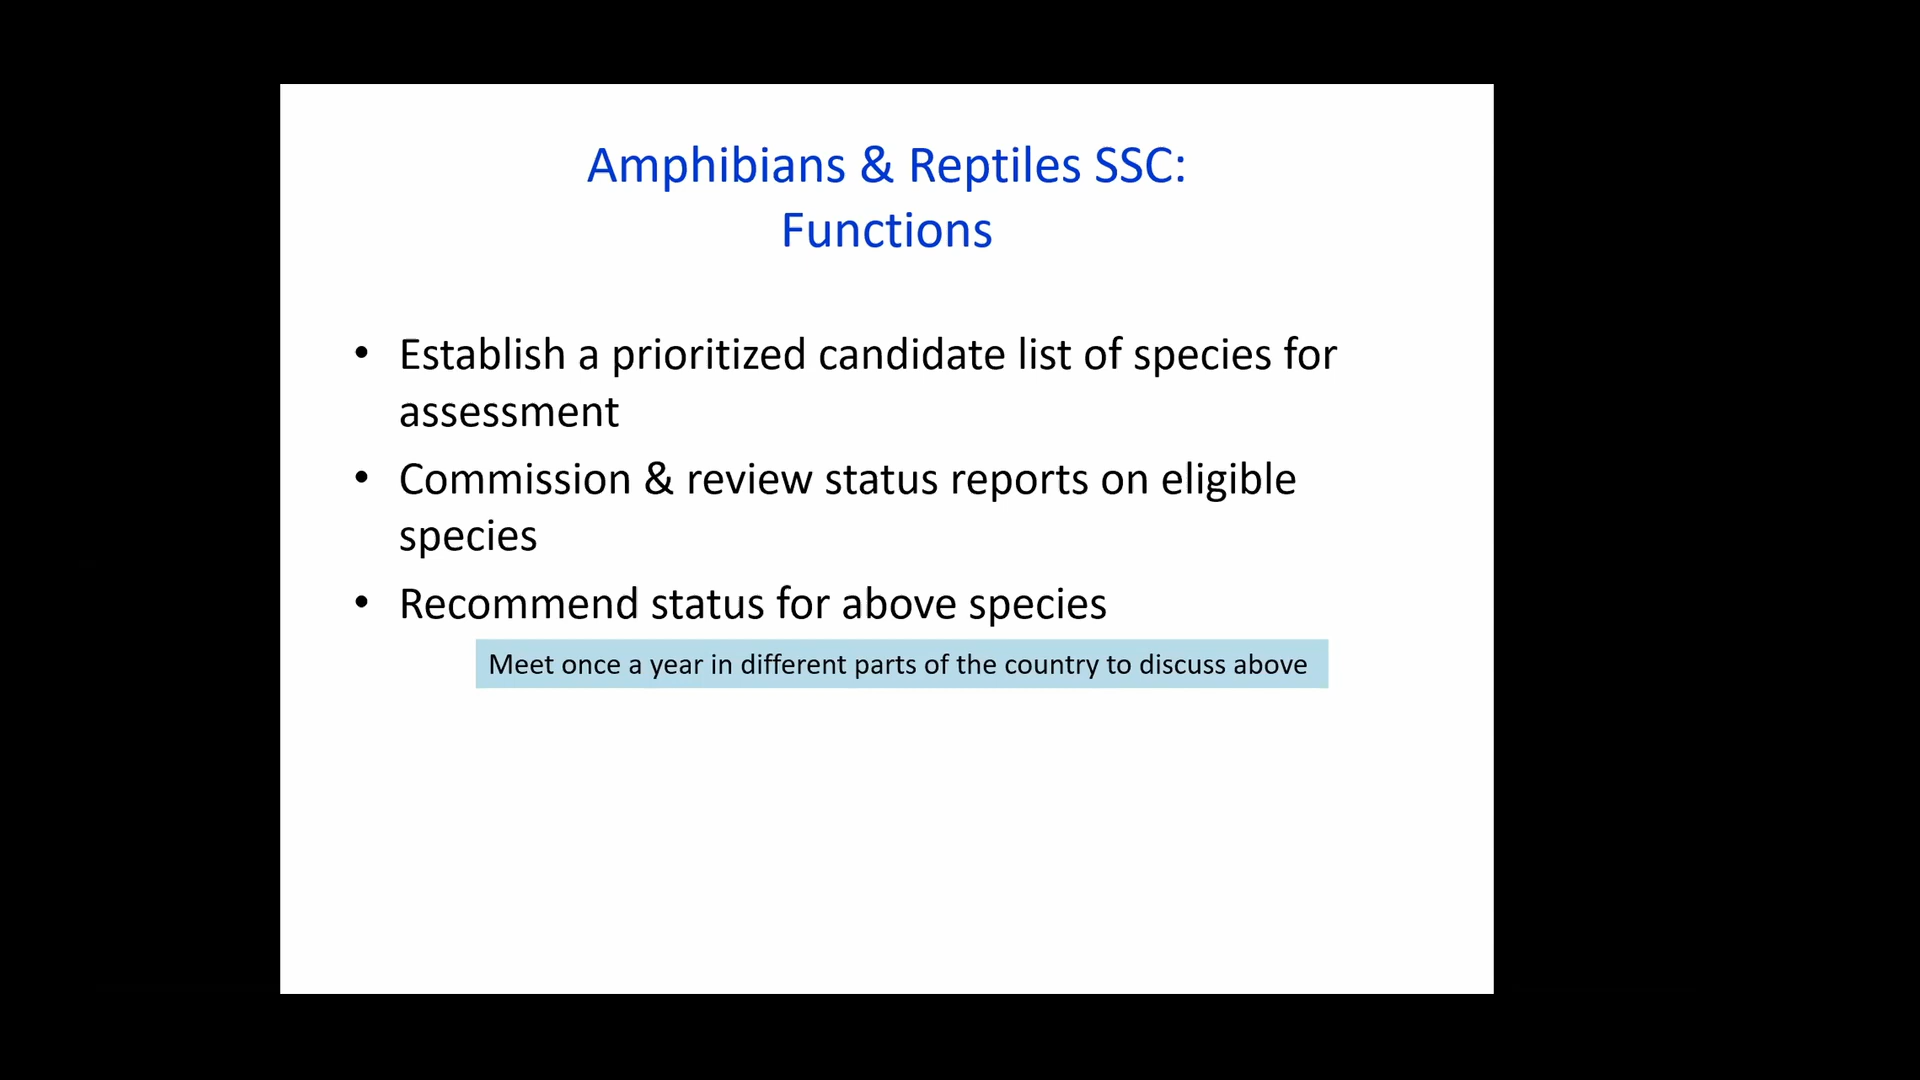 Amphibians & Reptiles SSC:
Functions
• Establish a prioritized candidate list of species for
assessment
• Commission & review status reports on eligible
species
• Recommend status for above species
Meet once a year in different parts of the country to discuss above